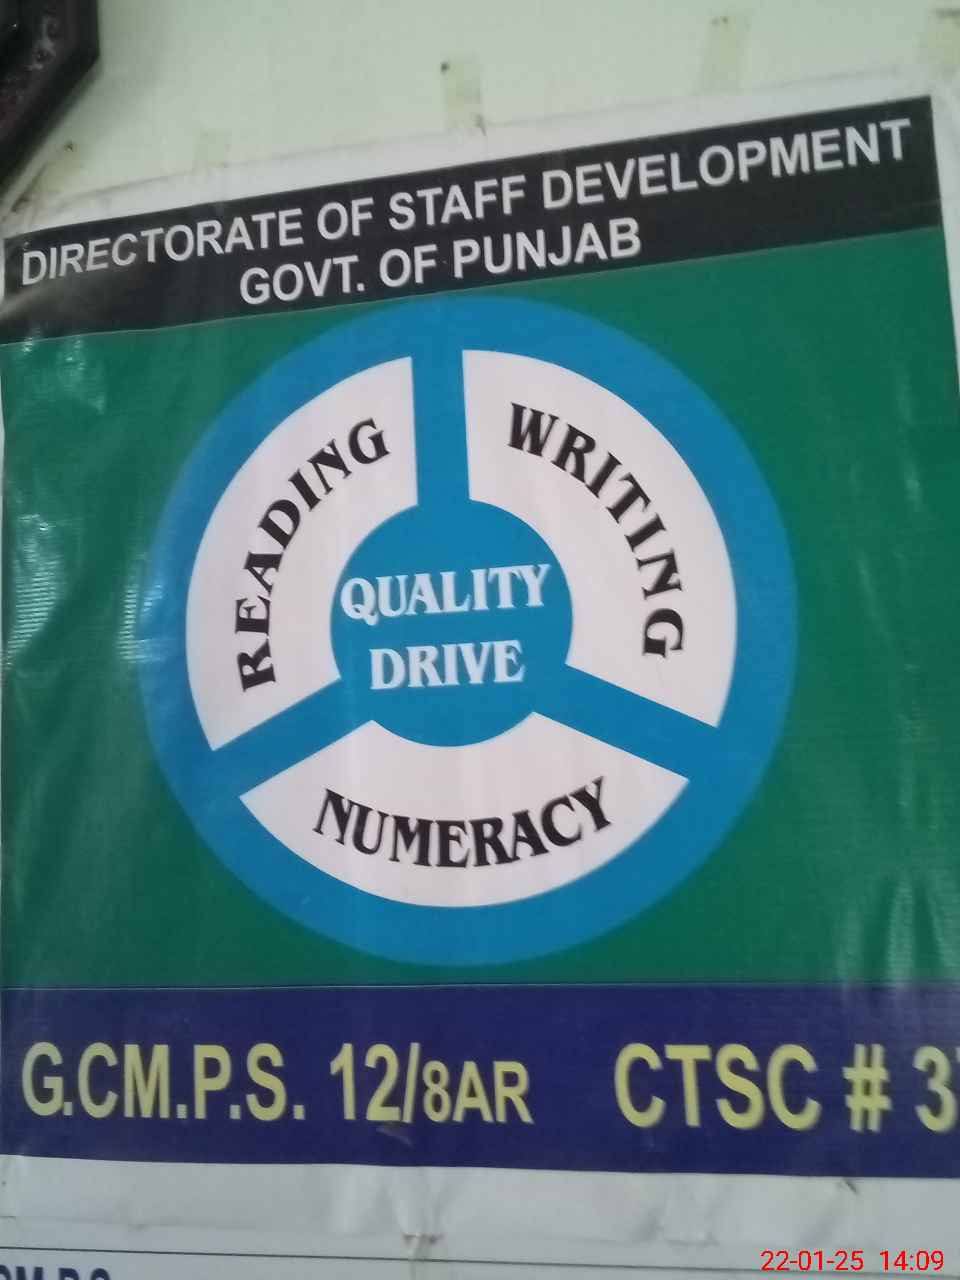 DIRECTORATE OF STAFF DEVELOPMENT
GOVT. OF PUNJAB
READING
WRITING
QUALITY
DRIVE
NUMERACY
G.CM.P.S. 12/8AR CTSC # 3
22-01-25 14:09